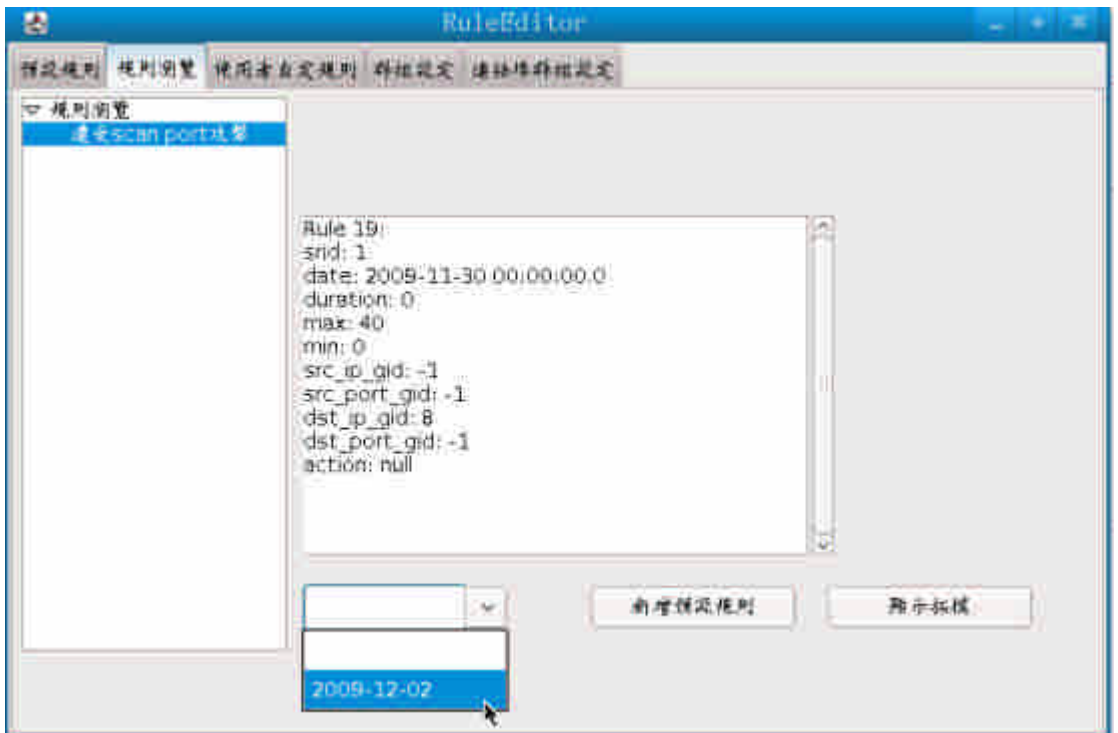 RuleEditor
預設規則 規則瀏覽 使用者自定規則 群組設定 連接埠群組設定
規則瀏覽
遭受scan port攻擊
Rule 19:
srid: 1
date: 2009-11-30 00:00:00.0
duration: 0
max: 40
min: 0
src_ip_gid: -1
src_port_gid: -1
dst_ip_gid: 8
dst_port_gid: -1
action: null
新增預設規則 顯示拓樸
2009-12-02